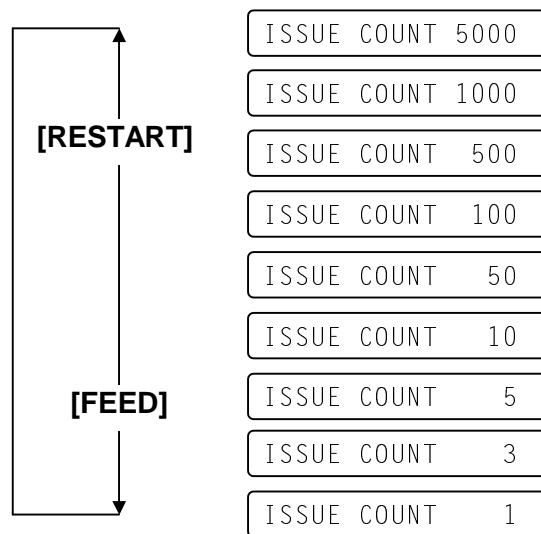 ISSUE COUNT 5000
ISSUE COUNT 1000
[RESTART]
ISSUE COUNT 500
ISSUE COUNT 100
ISSUE COUNT 50
ISSUE COUNT 10
[FEED]
ISSUE COUNT 5
ISSUE COUNT 3
ISSUE COUNT 1